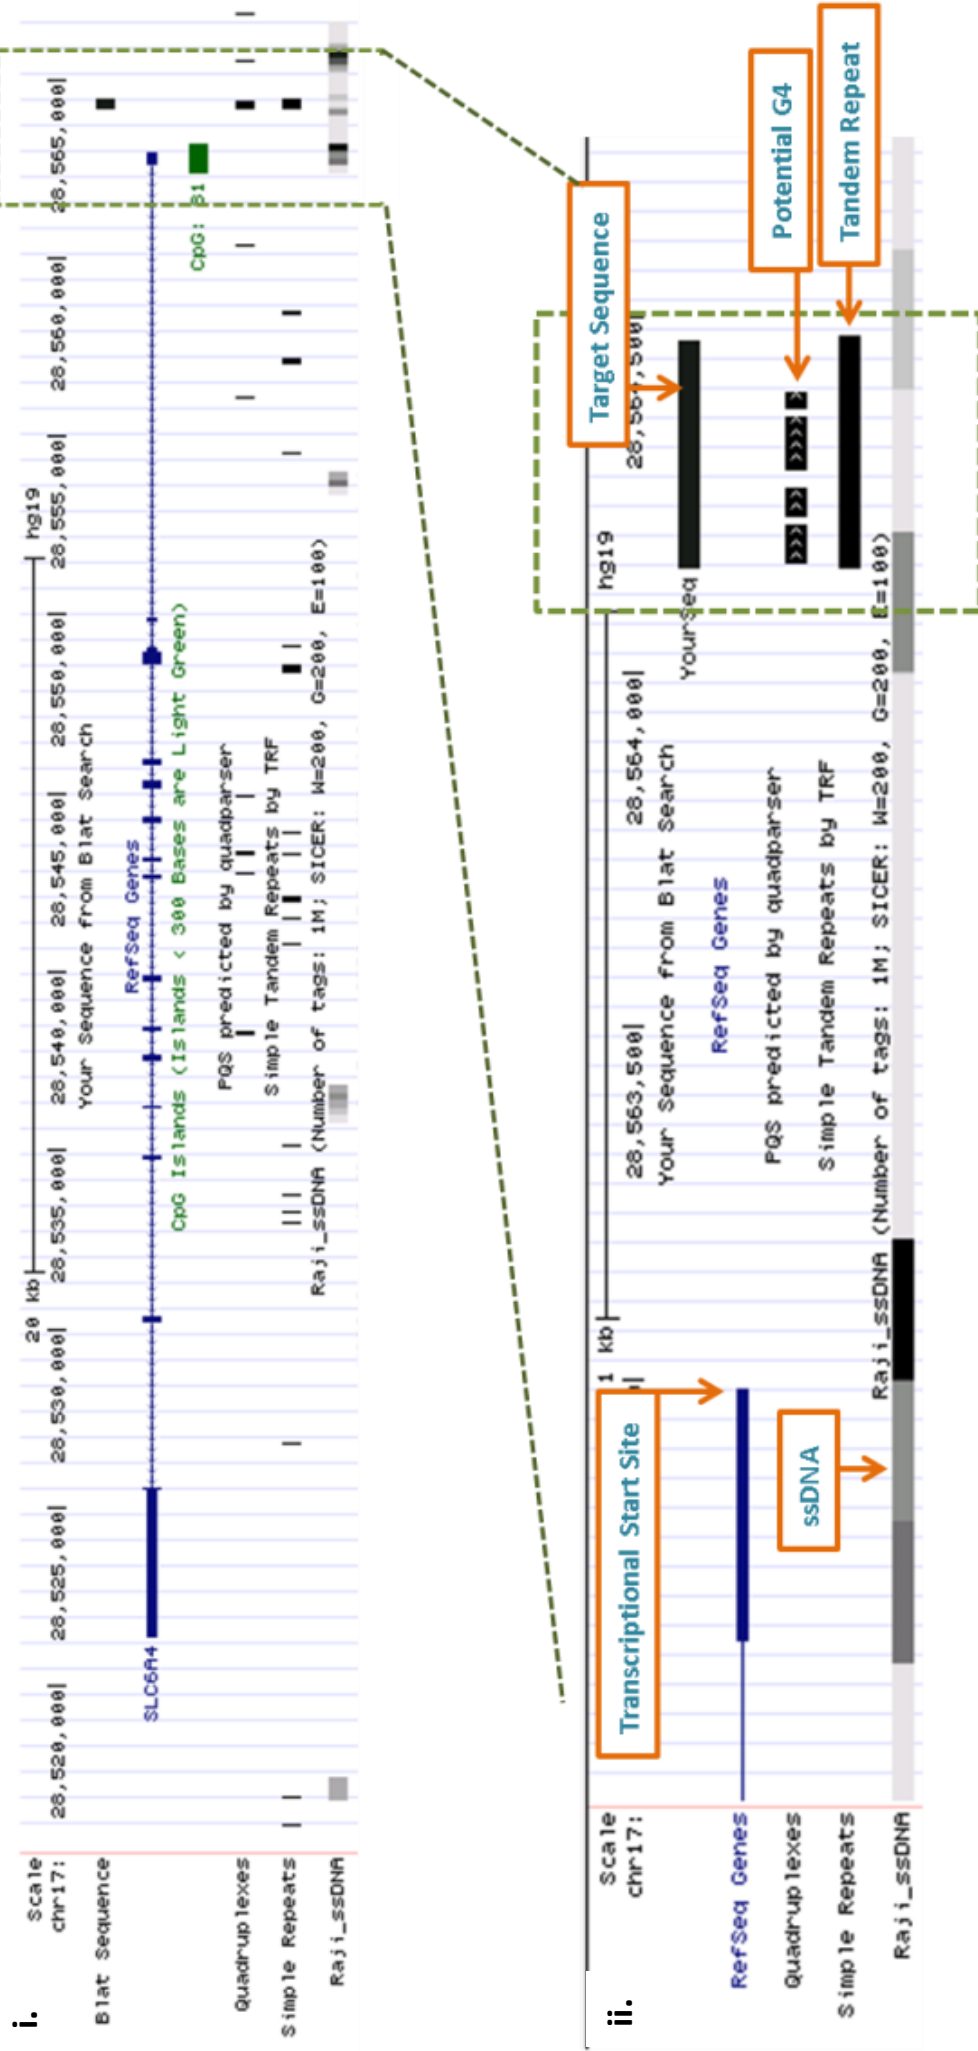 i.
Scale 20 kb hg19
chr17: 28,520,000| 28,525,000| 28,530,000| 28,535,000| 28,540,000| 28,545,000| 28,550,000| 28,555,000| 28,560,000| 28,565,000|
Your Sequence from Blat Search
Blat Sequence
RefSeq Genes
SLC6A4
CpG Islands (Islands < 300 Bases are Light Green)
CpG: 81
PQS predicted by quadparser
Quadruplexes
Simple Tandem Repeats by TRF
Simple Repeats
Raji_ssDNA (Number of tags: 1M; SICER: W=200, G=200, E=100)
Raji_ssDNA
ii.
Target Sequence
Scale 1 kb hg19
Transcriptional Start Site
chr17: 28,563,500| 28,564,000| 28,564,500|
Your Sequence from Blat Search
YourSeq
RefSeq Genes
RefSeq Genes
Potential G4
PQS predicted by quadparser
Quadruplexes
ssDNA
Tandem Repeat
Simple Tandem Repeats by TRF
Simple Repeats
Raji_ssDNA (Number of tags: 1M; SICER: W=200, G=200, E=100)
Raji_ssDNA